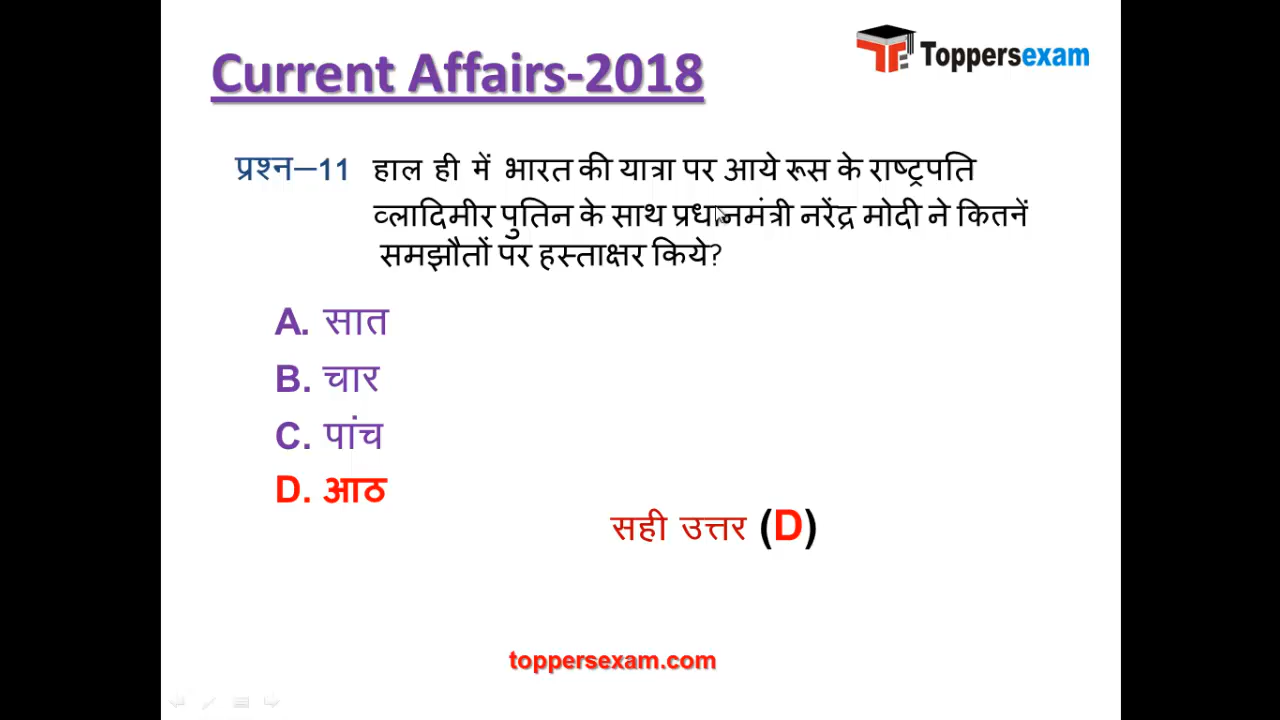 Current Affairs-2018
Toppersexam
प्रश्न–11 हाल ही में भारत की यात्रा पर आये रूस के राष्ट्रपति
व्लादिमीर पुतिन के साथ प्रधानमंत्री नरेंद्र मोदी ने कितनें
समझौतों पर हस्ताक्षर किये?
A. सात
B. चार
C. पांच
D. आठ
सही उत्तर (D)
toppersexam.com